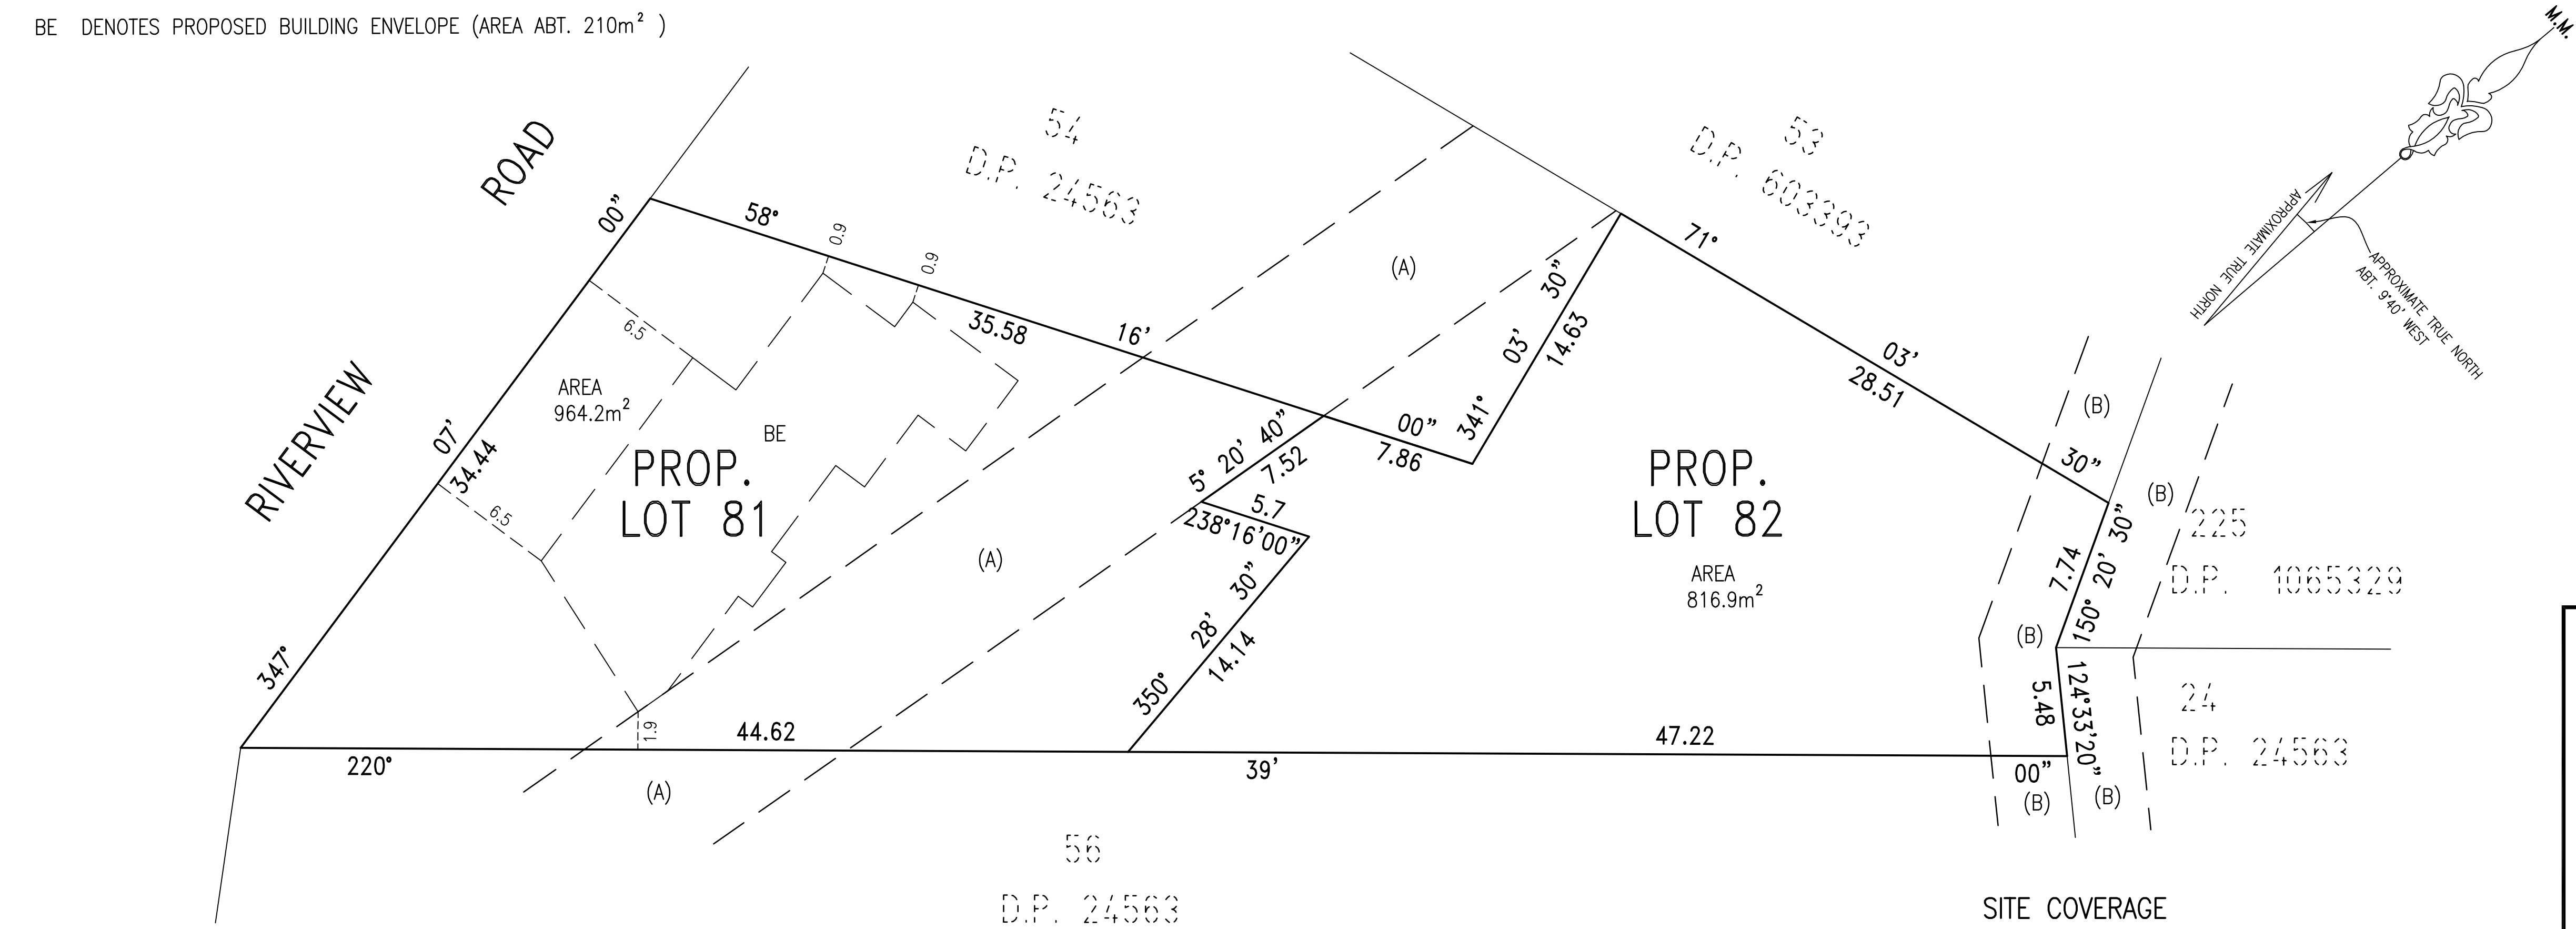 BE DENOTES PROPOSED BUILDING ENVELOPE (AREA ABT. 210m² )
M.M.
APPROXIMATE TRUE NORTH
APPROXIMATE TRUE NORTH
ABT. 9°40' WEST
RIVERVIEW ROAD
54
D.P. 24563
53
D.P. 603393
347° 07' 00"
34.44
58° 16' 00"
0.9
0.9
35.58
7.86
6.5
6.5
AREA
964.2m²
BE
PROP.
LOT 81
(A)
(A)
(A)
5° 20' 40"
7.52
5.7
238°16'00"
350° 28' 30"
14.14
341° 03' 30"
14.63
71° 03' 30"
28.51
PROP.
LOT 82
AREA
816.9m²
(B)
(B)
(B)
(B)
(B)
7.74
150° 20' 30"
5.48
124°33'20"
225
D.P. 1065329
24
D.P. 24563
1.9
44.62
47.22
220° 39' 00"
56
D.P. 24563
SITE COVERAGE